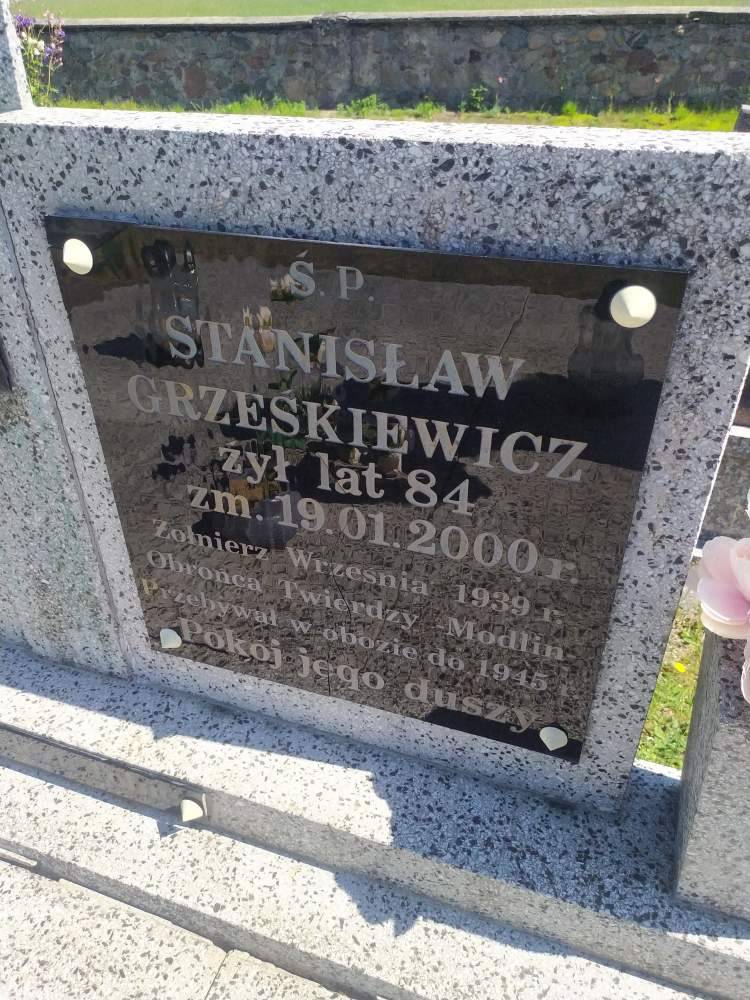 Ś. P.
STANISŁAW
GRZEŚKIEWICZ
żył lat 84
zm. 19.01.2000 r.
Żołnierz Września 1939 r.
Obrońca Twierdzy Modlin
Przebywał w obozie do 1945 r.
Pokój jego duszy